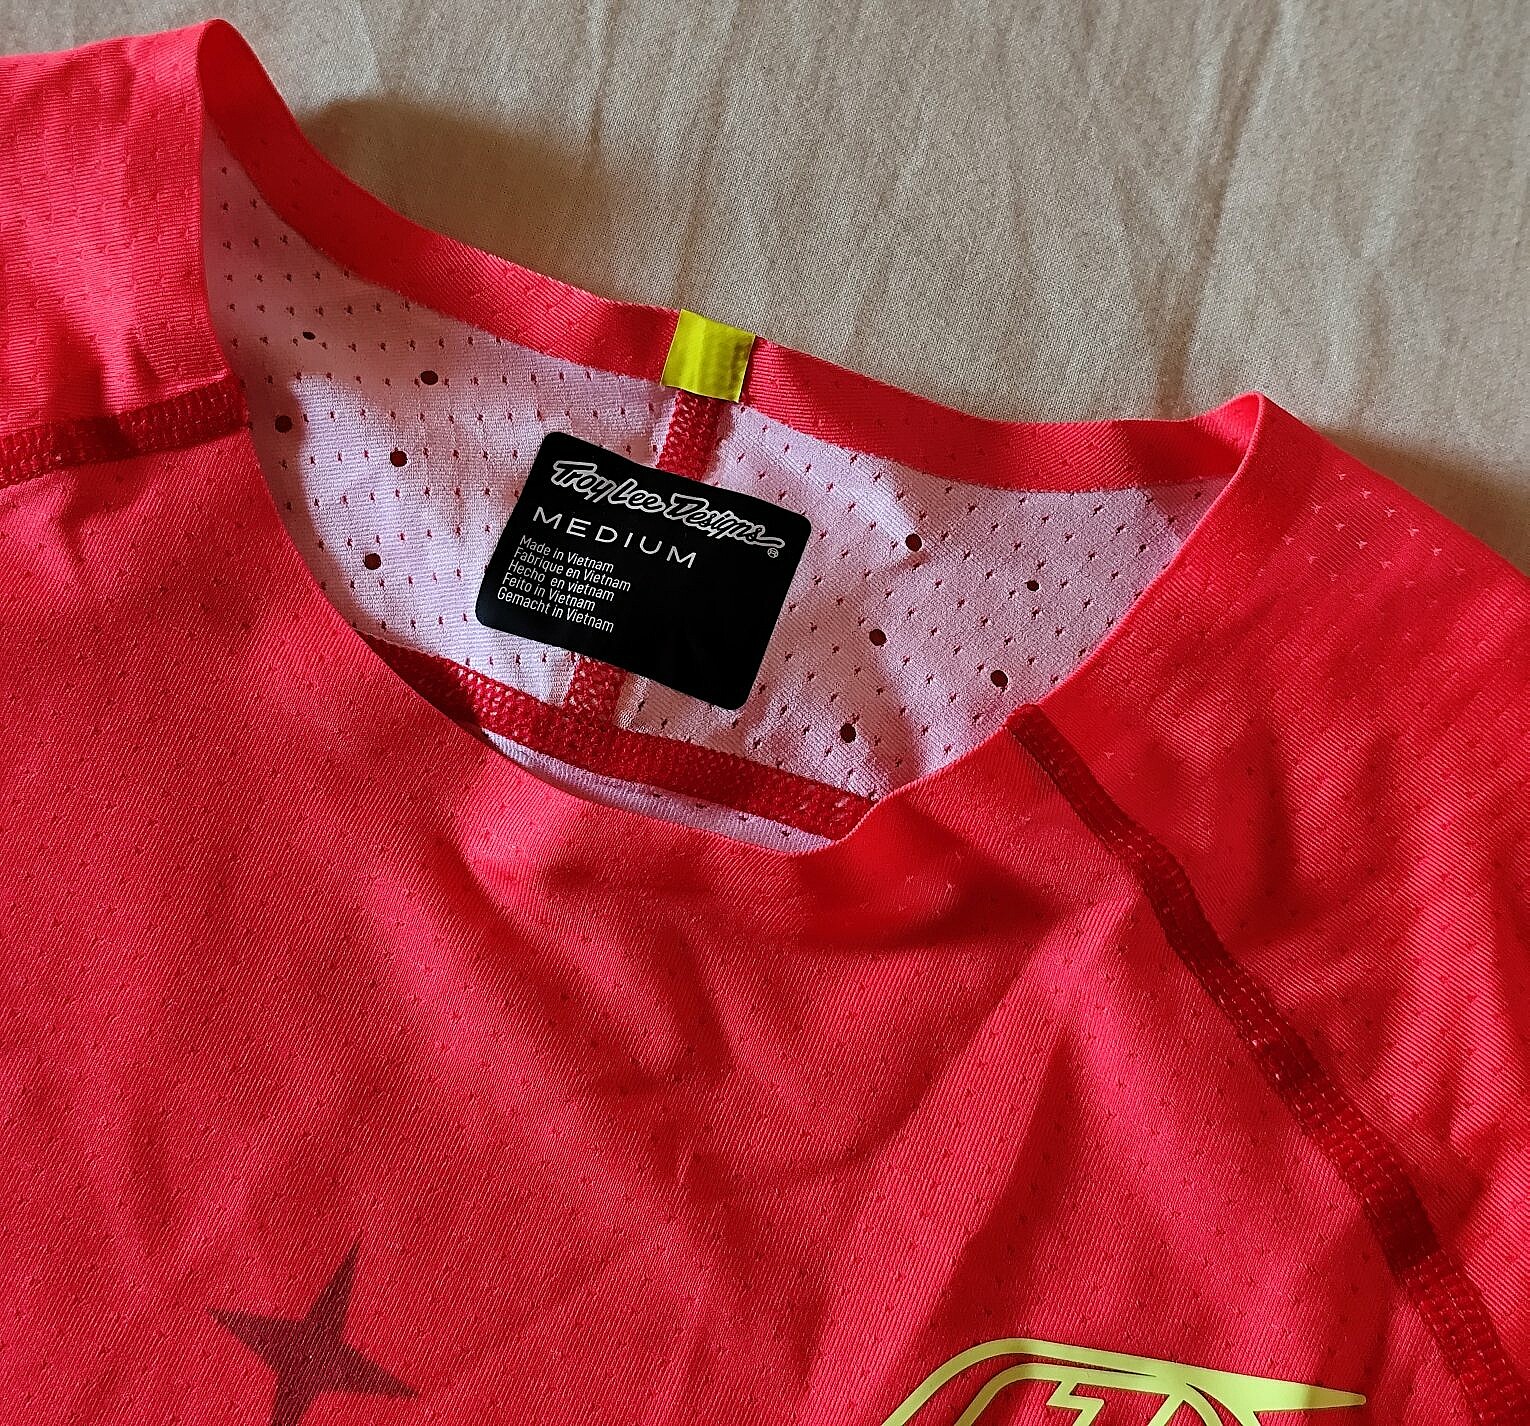 Troy Lee Designs®
MEDIUM
Made in Vietnam
Fabrique en Vietnam
Hecho en vietnam
Feito in Vietnam
Gemacht in Vietnam